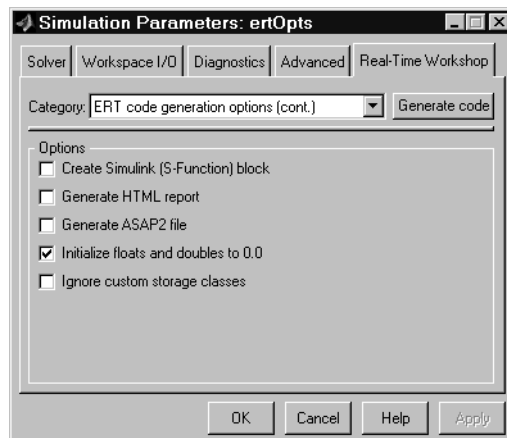 Simulation Parameters: ertOpts
Solver Workspace I/O Diagnostics Advanced Real-Time Workshop
Category: ERT code generation options (cont.) Generate code
Options
Create Simulink (S-Function) block
Generate HTML report
Generate ASAP2 file
Initialize floats and doubles to 0.0
Ignore custom storage classes
OK Cancel Help Apply